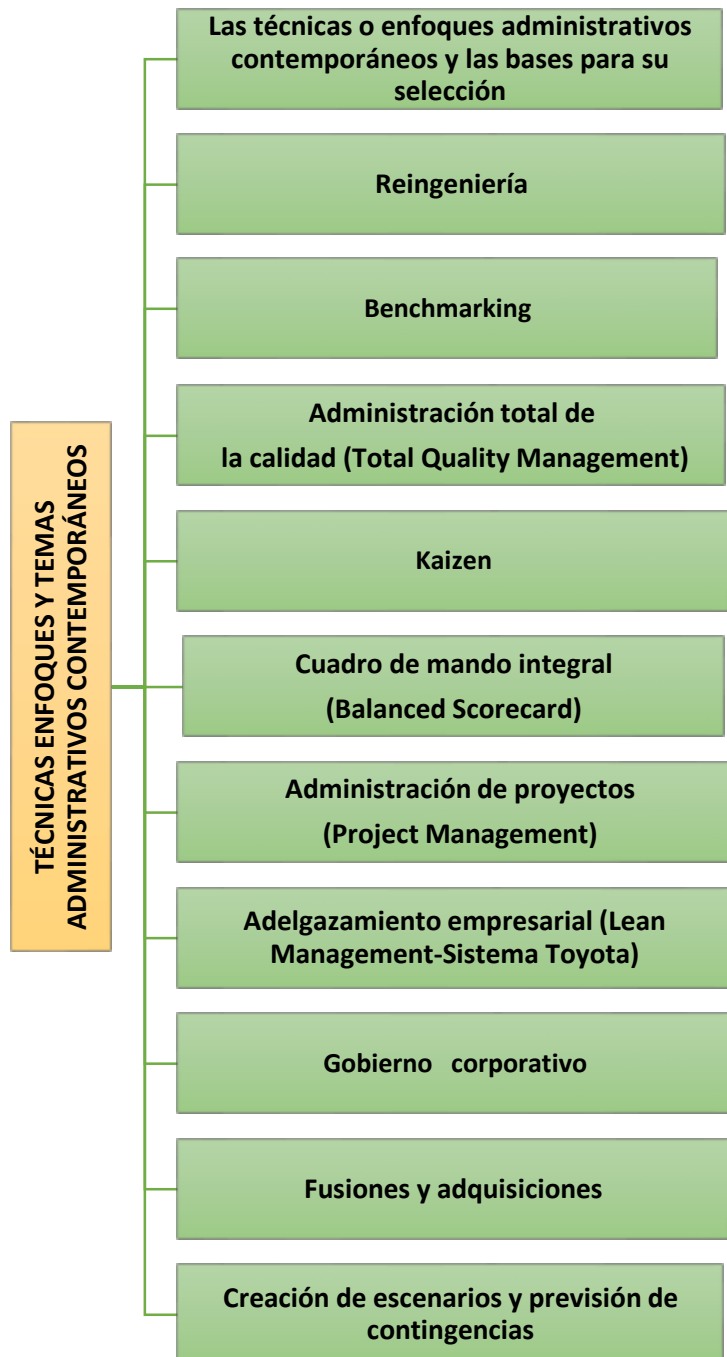 Las técnicas o enfoques administrativos
contemporáneos y las bases para su
selección
Reingeniería
Benchmarking
Administración total de
la calidad (Total Quality Management)
TÉCNICAS ENFOQUES Y TEMAS
ADMINISTRATIVOS CONTEMPORÁNEOS
Kaizen
Cuadro de mando integral
(Balanced Scorecard)
Administración de proyectos
(Project Management)
Adelgazamiento empresarial (Lean
Management-Sistema Toyota)
Gobierno corporativo
Fusiones y adquisiciones
Creación de escenarios y previsión de
contingencias